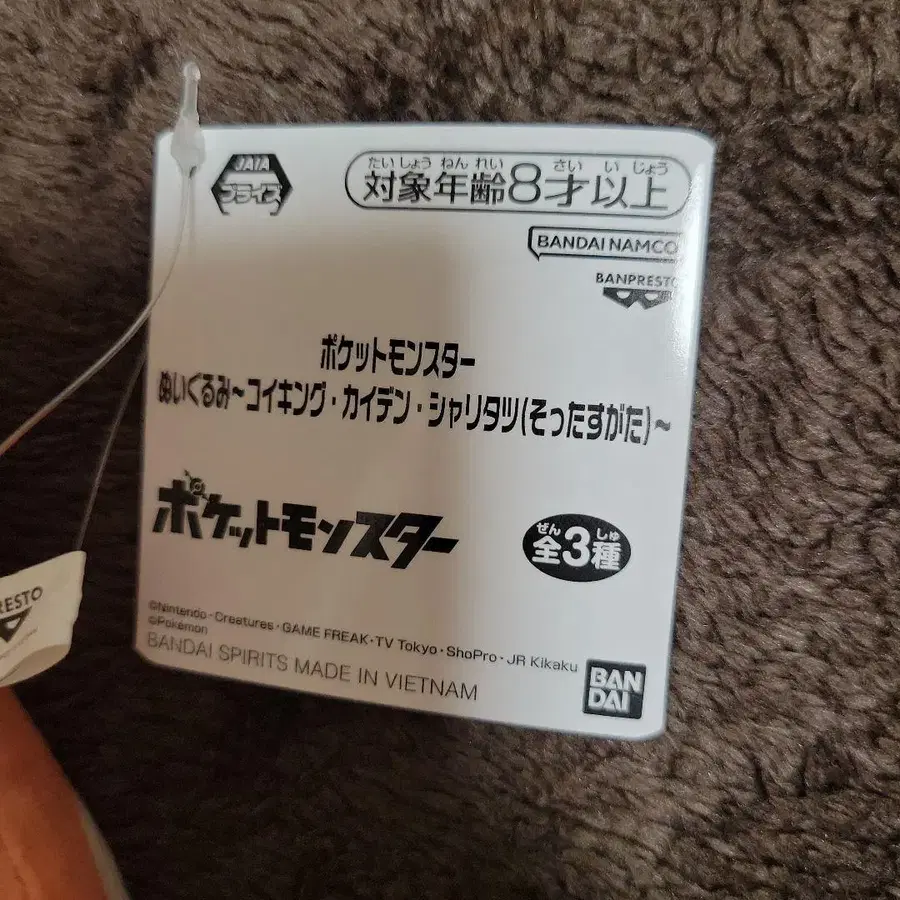 JAIA
プライズ
たいしょう ねん れい さい い じょう
対象年齢8才以上
BANDAI NAMCO
BANPRESTO
ポケットモンスター
ぬいぐるみ~コイキング・カイデン・シャリタツ(そったすがた)~
ポケットモンスター
ぜん しゅ
全3種
©Nintendo・Creatures・GAME FREAK・TV Tokyo・ShoPro・JR Kikaku
©Pokémon
BANDAI SPIRITS MADE IN VIETNAM
BAN
DAI
RESTO